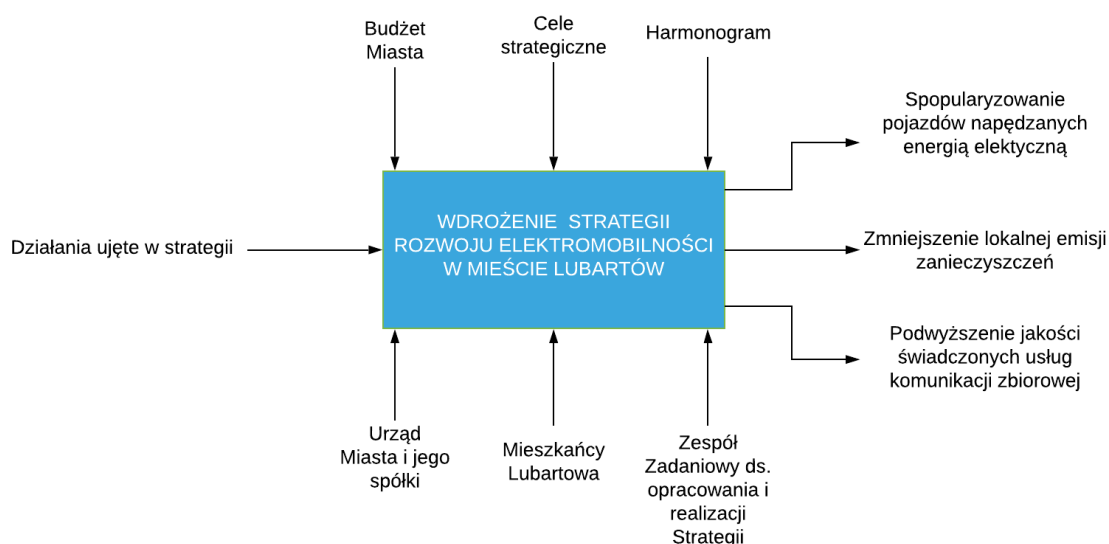 Budżet
Miasta
Cele
strategiczne
Harmonogram
Spopularyzowanie
pojazdów napędzanych
energią elektyczną
WDROŻENIE STRATEGII
ROZWOJU ELEKTROMOBILNOŚCI
W MIEŚCIE LUBARTÓW
Działania ujęte w strategii
Zmniejszenie lokalnej emisji
zanieczyszczeń
Podwyższenie jakości
świadczonych usług
komunikacji zbiorowej
Urząd
Miasta i jego
spółki
Mieszkańcy
Lubartowa
Zespół
Zadaniowy ds.
opracowania i
realizacji
Strategii